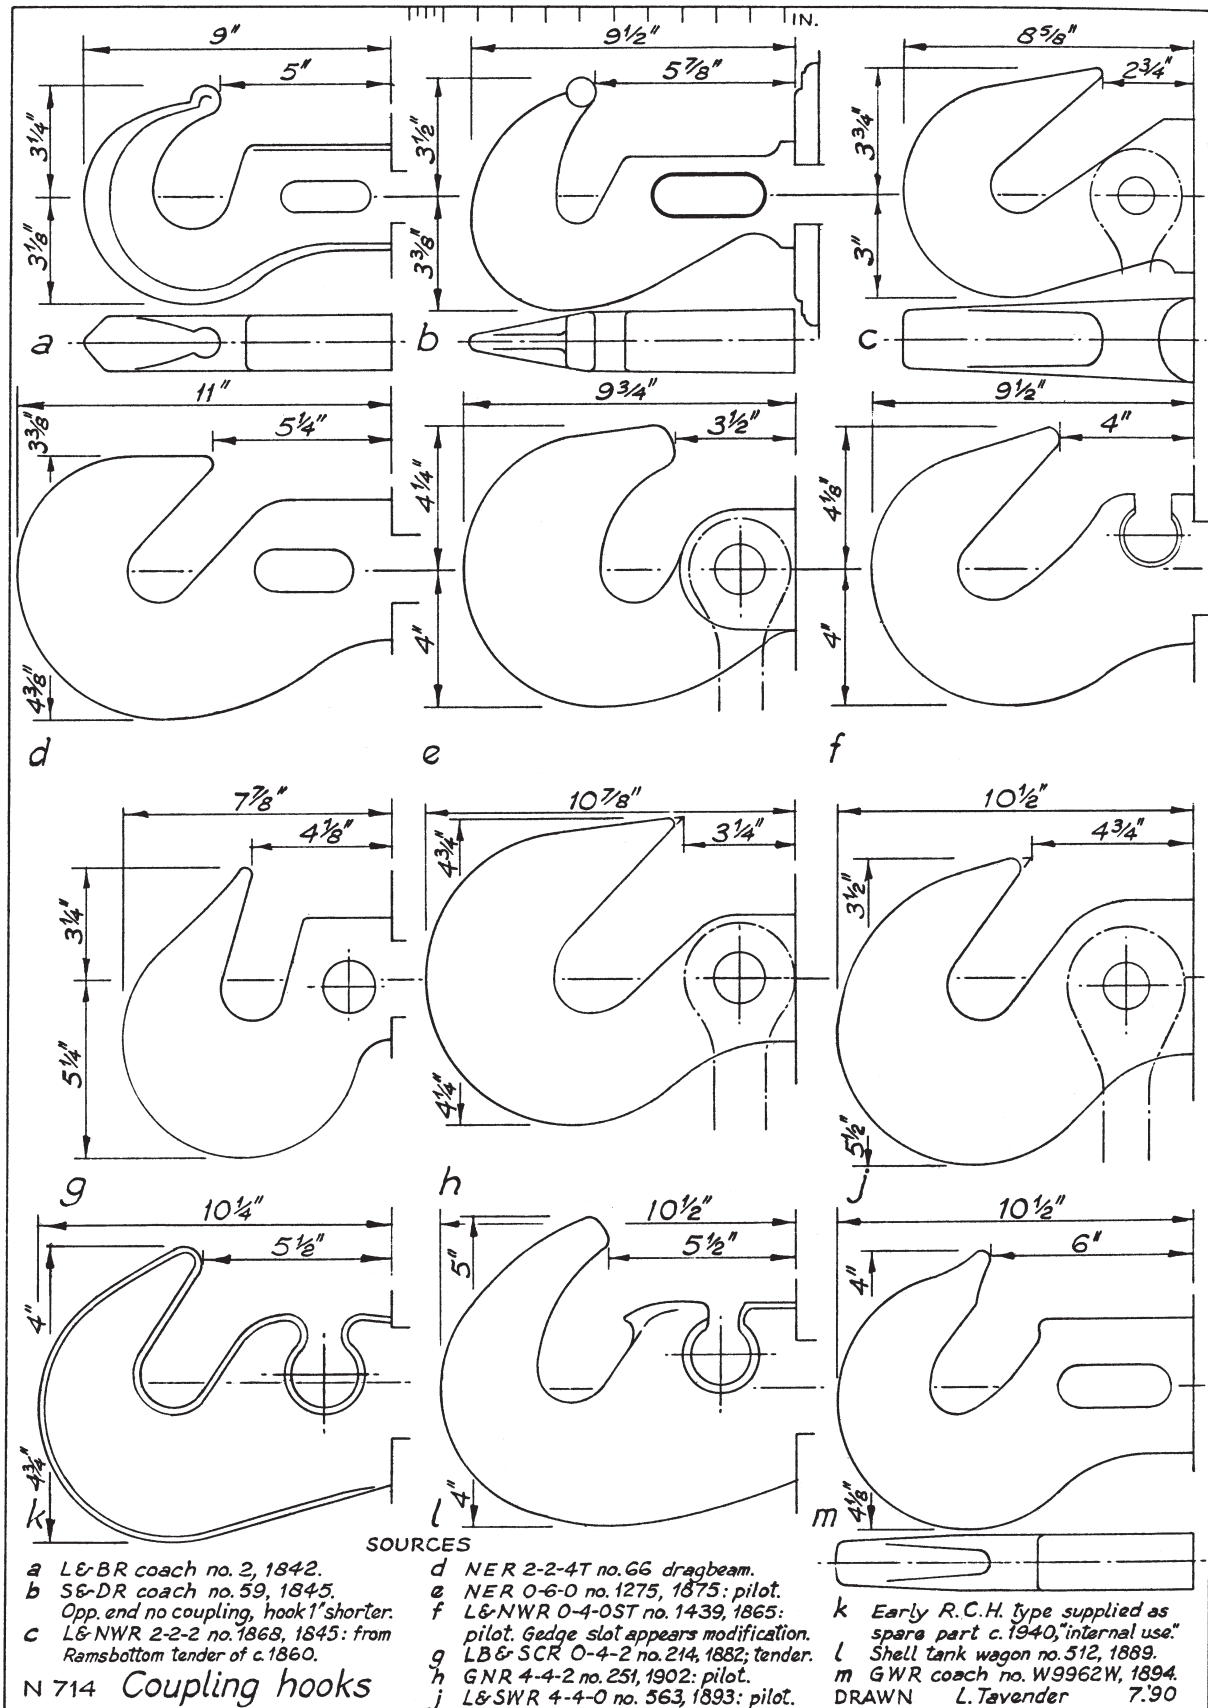 IN.
9" 9½" 8⅝"
5" 5⅞" 2¾"
3¼" 3½" 3¾"
3⅛" 3⅜" 3"
a b c
11" 9¾" 9½"
3⅜" 5¼" 3½" 4"
4¼" 4⅛"
4⅜" 4" 4"
d e f
7⅞" 10⅞" 10½"
4⅛" 4¾" 3¼" 4¾"
3¼" 3½"
5¼" 4¼" 5½"
g h j
10¼" 10½" 10½"
5½" 5" 5½" 6"
4" 4"
4¾" 4" 4⅛"
k l m
SOURCES
a L&BR coach no. 2, 1842.
b S&DR coach no. 59, 1845.
Opp. end no coupling, hook 1" shorter.
c L&NWR 2-2-2 no. 1868, 1845: from
Ramsbottom tender of c.1860.
N 714 Coupling hooks
d NER 2-2-4T no. 66 dragbeam.
e NER 0-6-0 no. 1275, 1875: pilot.
f L&NWR 0-4-0ST no. 1439, 1865:
pilot. Gedge slot appears modification.
g LB&SCR 0-4-2 no. 214, 1882; tender.
h GNR 4-4-2 no. 251, 1902: pilot.
j L&SWR 4-4-0 no. 563, 1893: pilot.
k Early R.C.H. type supplied as
spare part c.1940, "internal use."
l Shell tank wagon no. 512, 1889.
m GWR coach no. W9962W, 1894.
DRAWN L. Tavender 7.90